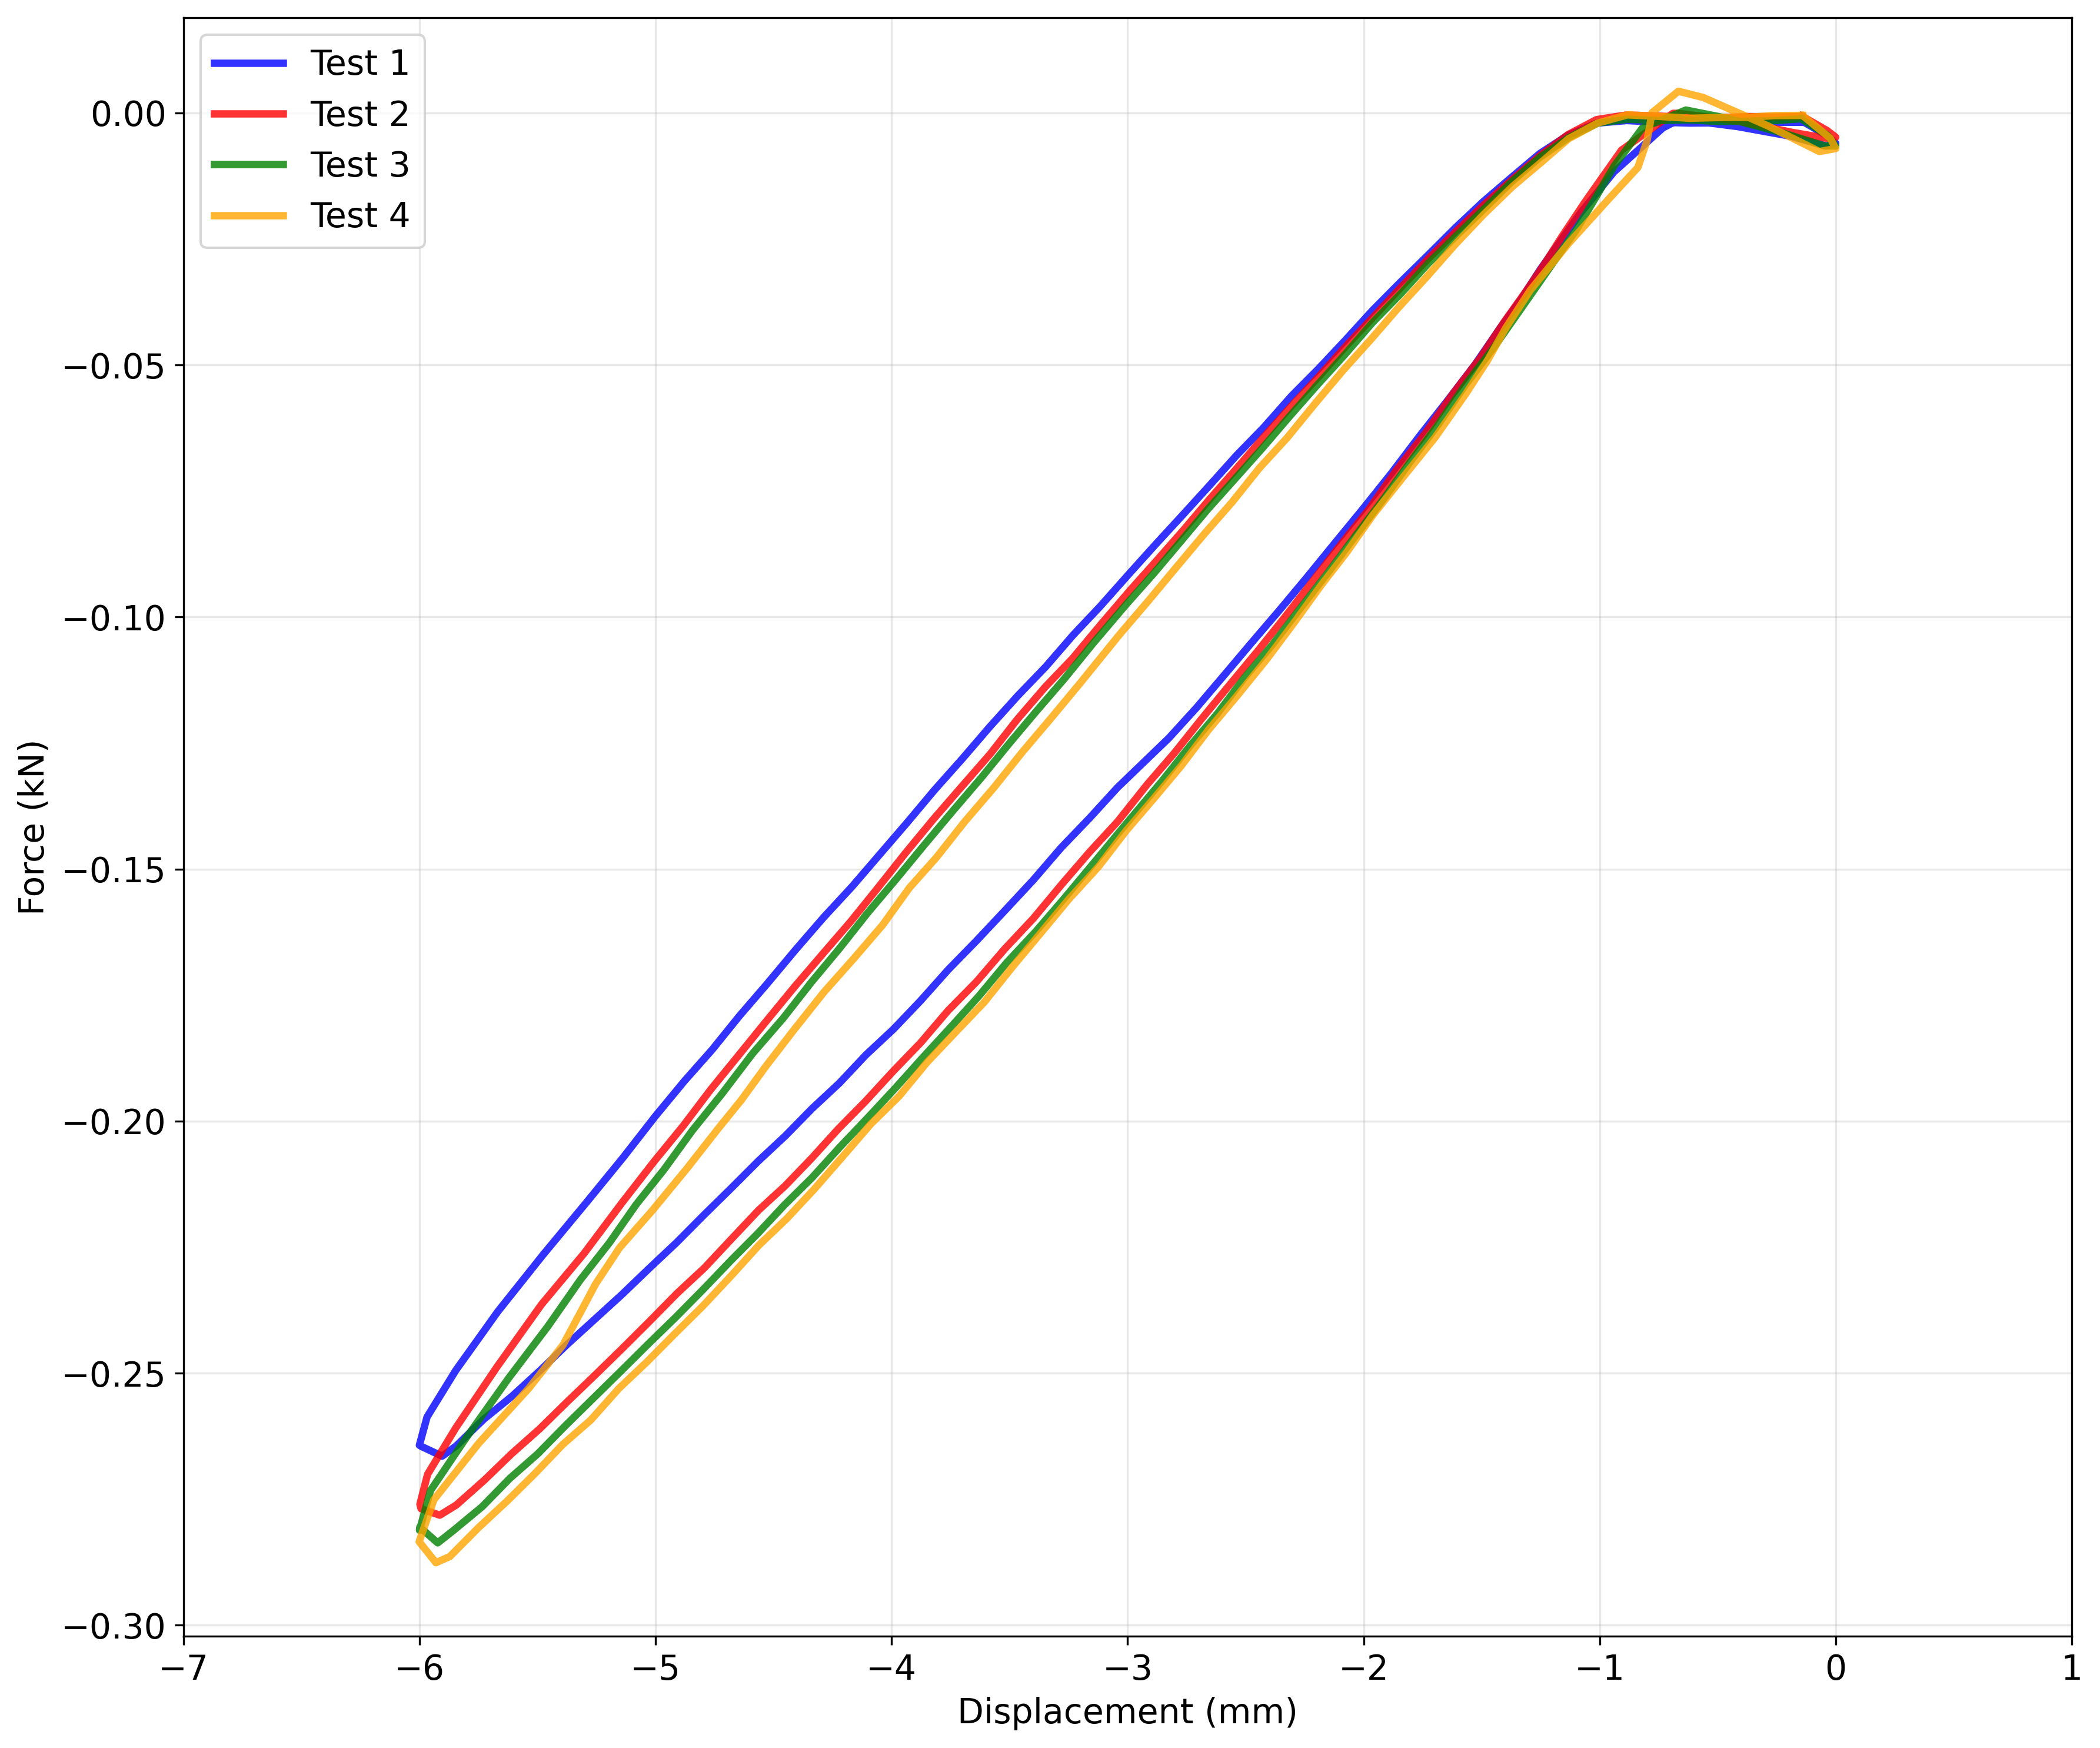 Test 1
Test 2
Test 3
Test 4
0.00
−0.05
−0.10
−0.15
−0.20
−0.25
−0.30
Force (kN)
−7 −6 −5 −4 −3 −2 −1 0 1
Displacement (mm)